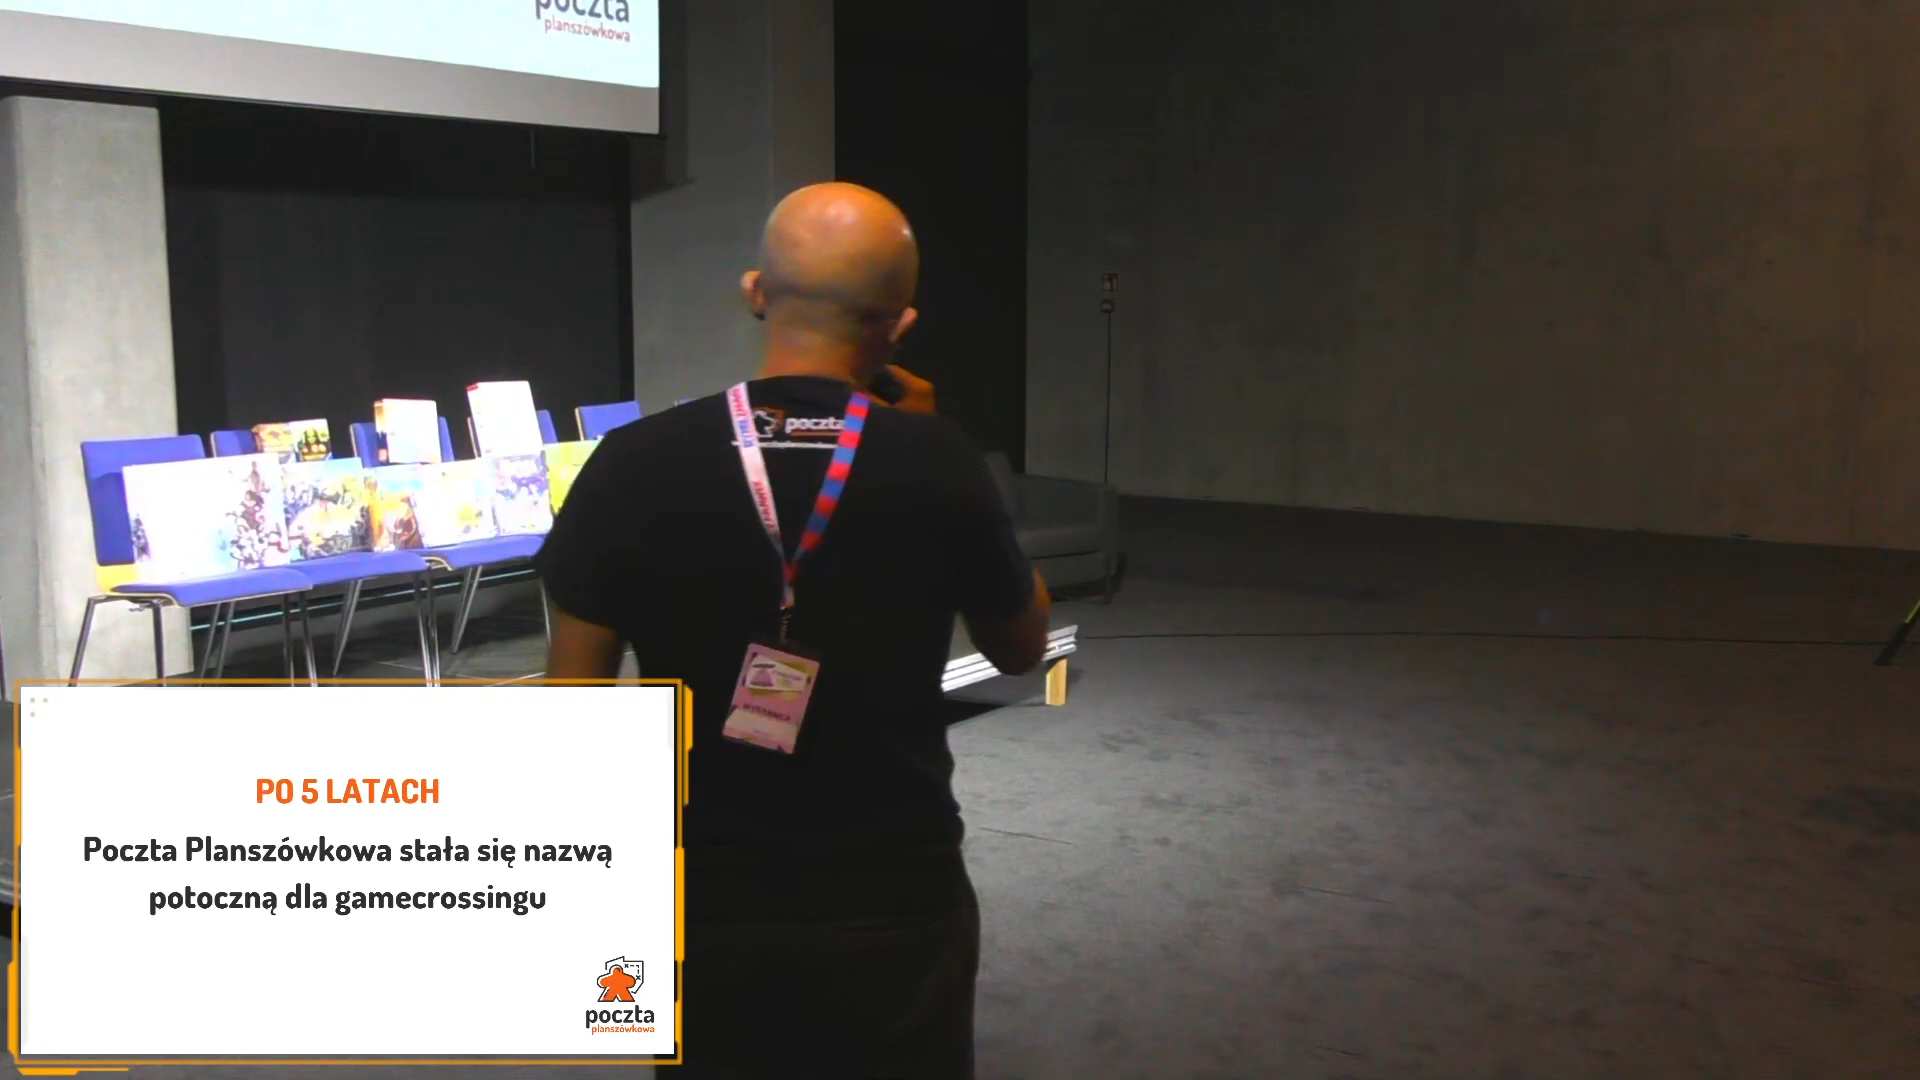 poczta
planszówkowa
poczta
PO 5 LATACH
Poczta Planszówkowa stała się nazwą
potoczną dla gamecrossingu
poczta
planszówkowa